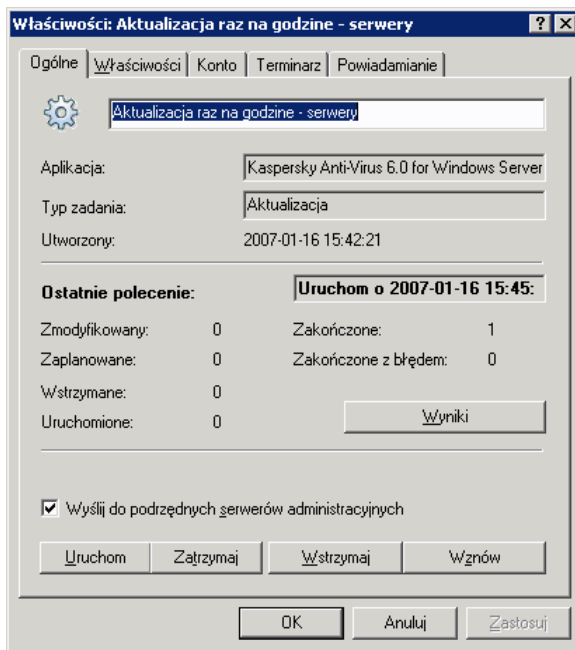 Właściwości: Aktualizacja raz na godzine - serwery
Ogólne Właściwości Konto Terminarz Powiadamianie
Aktualizacja raz na godzine - serwery
Aplikacja: Kaspersky Anti-Virus 6.0 for Windows Server
Typ zadania: Aktualizacja
Utworzony: 2007-01-16 15:42:21
Ostatnie polecenie: Uruchom o 2007-01-16 15:45:
Zmodyfikowany: 0 Zakończone: 1
Zaplanowane: 0 Zakończone z błędem: 0
Wstrzymane: 0
Uruchomione: 0 Wyniki
Wyślij do podrzędnych serwerów administracyjnych
Uruchom Zatrzymaj Wstrzymaj Wznów
OK Anuluj Zastosuj